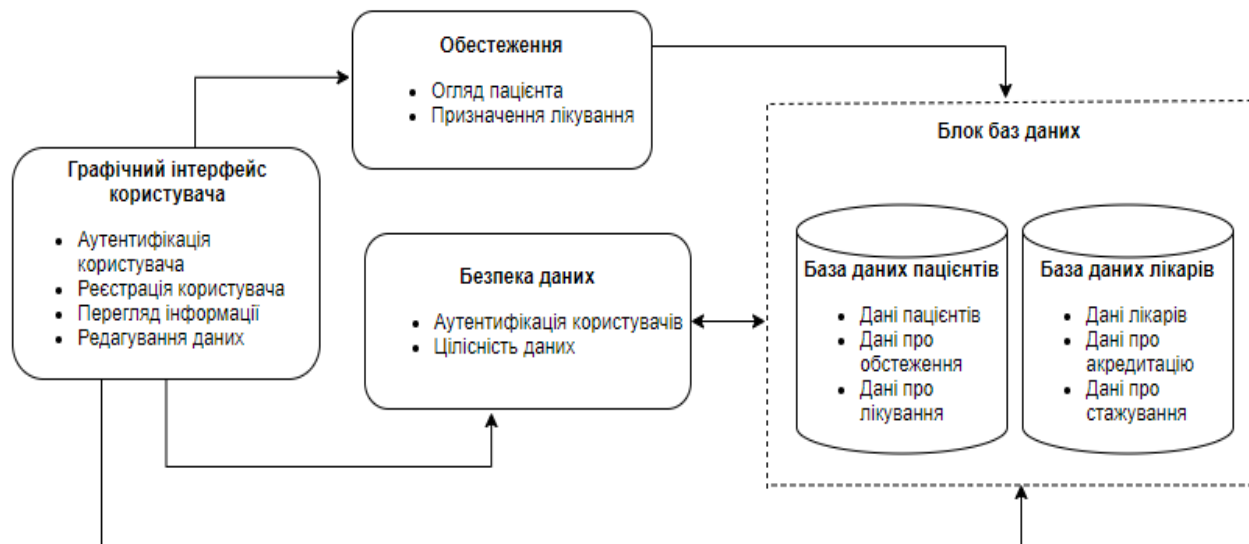 Обестеження
• Огляд пацієнта
• Призначення лікування
Блок баз даних
Графічний інтерфейс
користувача
• Аутентифікація
користувача
• Реєстрація користувача
• Перегляд інформації
• Редагування даних
Безпека даних
• Аутентифікація користувачів
• Цілісність даних
База даних пацієнтів
• Дані пацієнтів
• Дані про
обстеження
• Дані про
лікування
База даних лікарів
• Дані лікарів
• Дані про
акредитацію
• Дані про
стажування